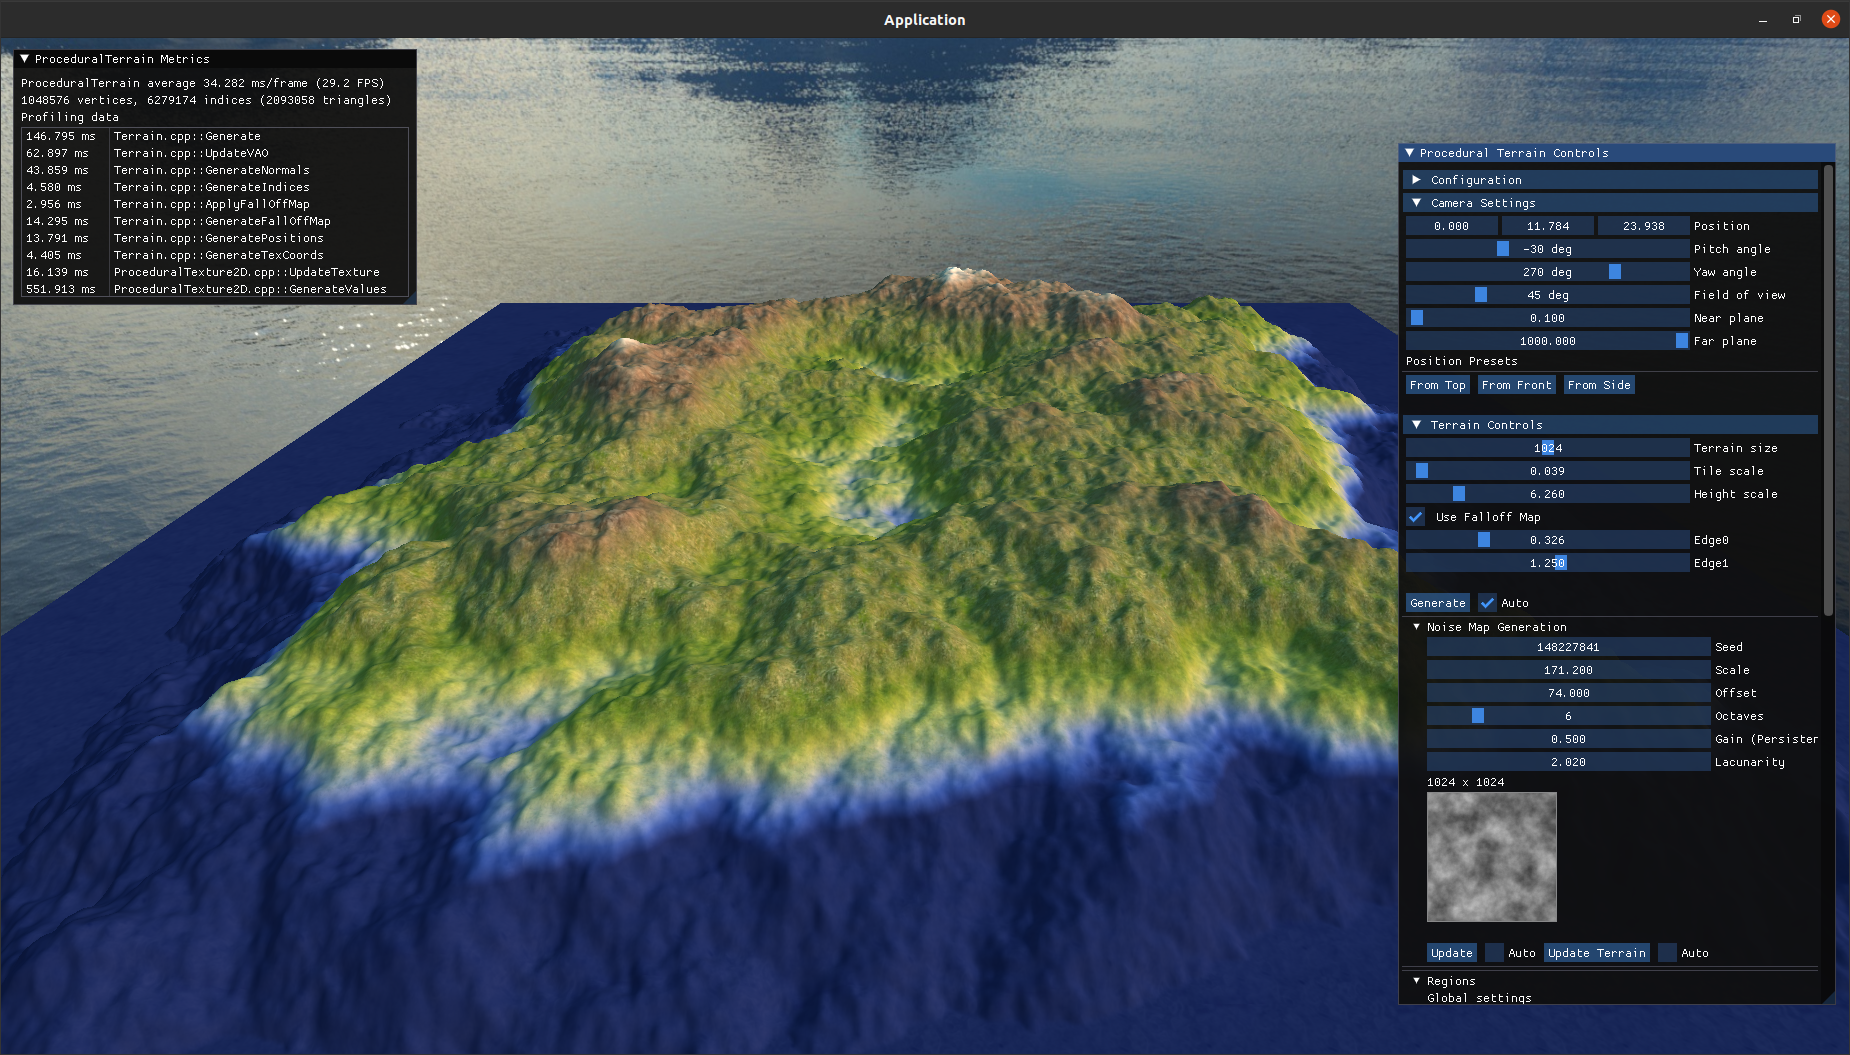 Application
ProceduralTerrain Metrics
ProceduralTerrain average 34.282 ms/frame (29.2 FPS)
1048576 vertices, 6279174 indices (2093058 triangles)
Profiling data
146.795 ms Terrain.cpp::Generate
62.897 ms Terrain.cpp::UpdateVAO
43.859 ms Terrain.cpp::GenerateNormals
4.580 ms Terrain.cpp::GenerateIndices
2.956 ms Terrain.cpp::ApplyFallOffMap
14.295 ms Terrain.cpp::GenerateFallOffMap
13.791 ms Terrain.cpp::GeneratePositions
4.405 ms Terrain.cpp::GenerateTexCoords
16.139 ms ProceduralTexture2D.cpp::UpdateTexture
551.913 ms ProceduralTexture2D.cpp::GenerateValues
Procedural Terrain Controls
Configuration
Camera Settings
0.000 11.784 23.938 Position
-30 deg Pitch angle
270 deg Yaw angle
45 deg Field of view
0.100 Near plane
1000.000 Far plane
Position Presets
From Top From Front From Side
Terrain Controls
1024 Terrain size
0.039 Tile scale
6.260 Height scale
Use Falloff Map
0.326 Edge0
1.250 Edge1
Generate Auto
Noise Map Generation
148227841 Seed
171.200 Scale
74.000 Offset
6 Octaves
0.500 Gain (Persister
2.020 Lacunarity
1024 x 1024
Update Auto Update Terrain Auto
Regions
Global settings